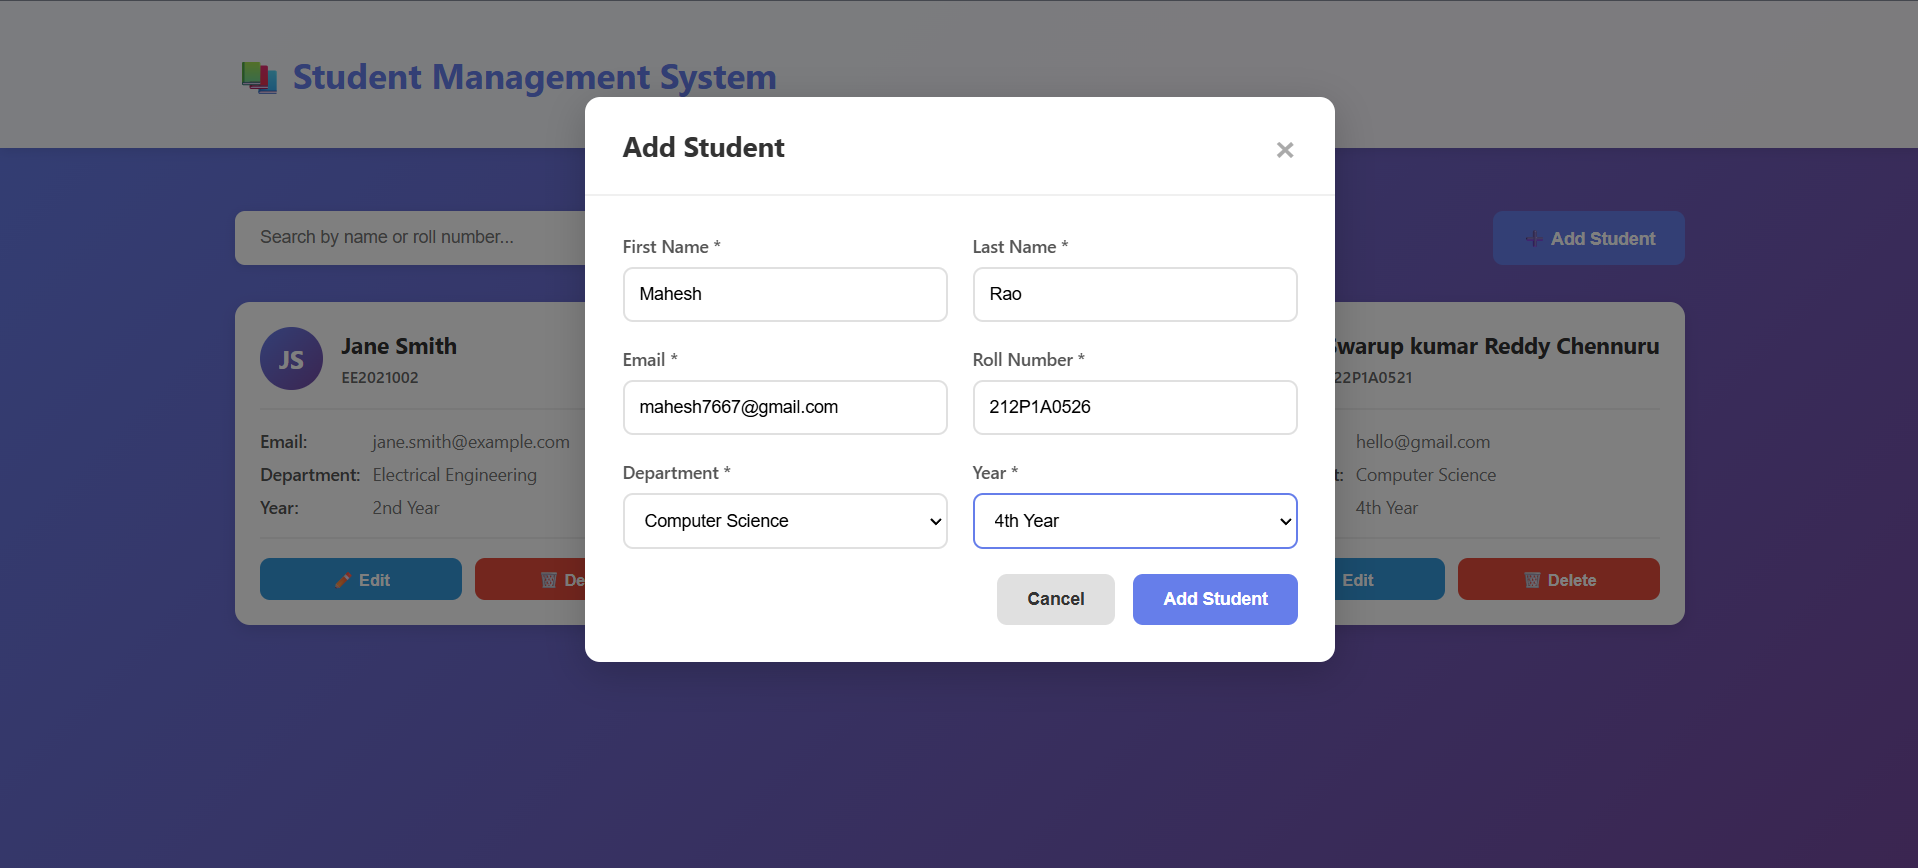 Student Management System
Add Student
×
Search by name or roll number...
Add Student
First Name *
Last Name *
Mahesh
Rao
Email *
Roll Number *
mahesh7667@gmail.com
212P1A0526
Department *
Year *
Computer Science
4th Year
Cancel
Add Student
JS
Jane Smith
EE2021002
Email: jane.smith@example.com
Department: Electrical Engineering
Year: 2nd Year
Edit
De
warup kumar Reddy Chennuru
22P1A0521
hello@gmail.com
t: Computer Science
4th Year
Edit
Delete